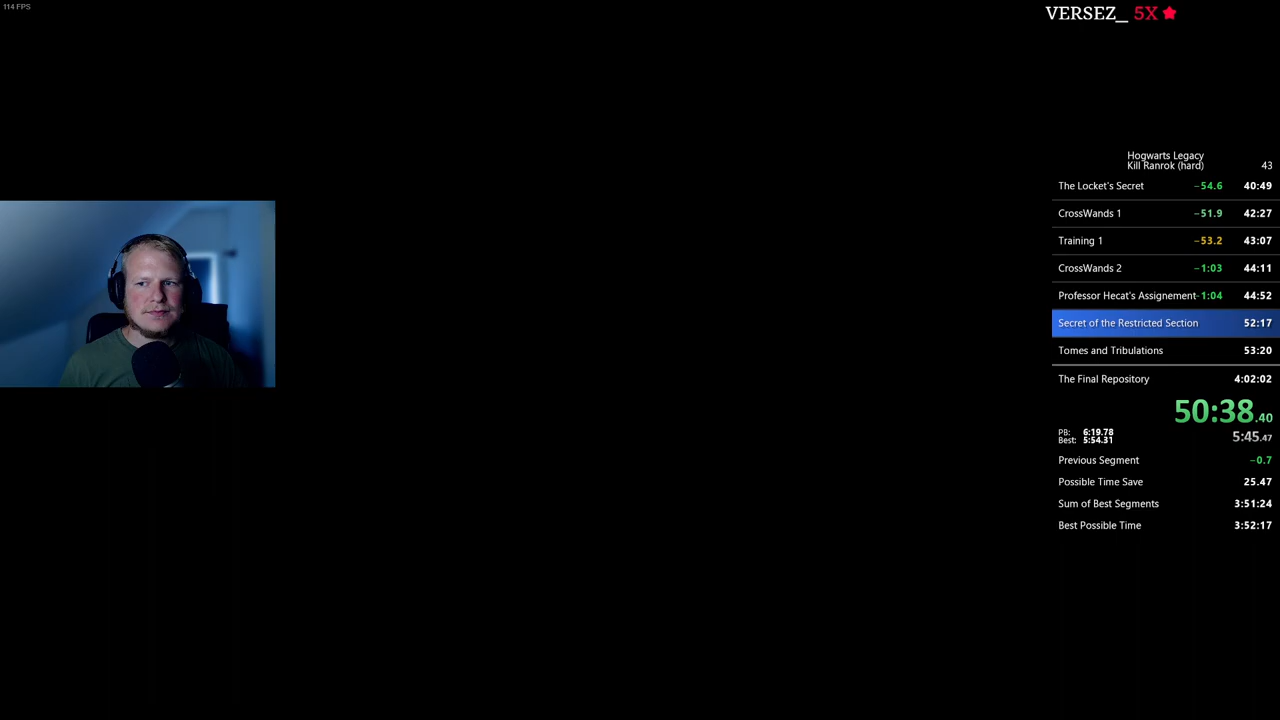 114 FPS
VERSEZ_ 5X
Hogwarts Legacy
Kill Ranrok (hard) 43
The Locket's Secret -54.6 40:49
CrossWands 1 -51.9 42:27
Training 1 -53.2 43:07
CrossWands 2 -1:03 44:11
Professor Hecat's Assignement -1:04 44:52
Secret of the Restricted Section 52:17
Tomes and Tribulations 53:20
The Final Repository 4:02:02
50:38.40
PB: 6:19.78
Best: 5:54.31 5:45.47
Previous Segment -0.7
Possible Time Save 25.47
Sum of Best Segments 3:51:24
Best Possible Time 3:52:17